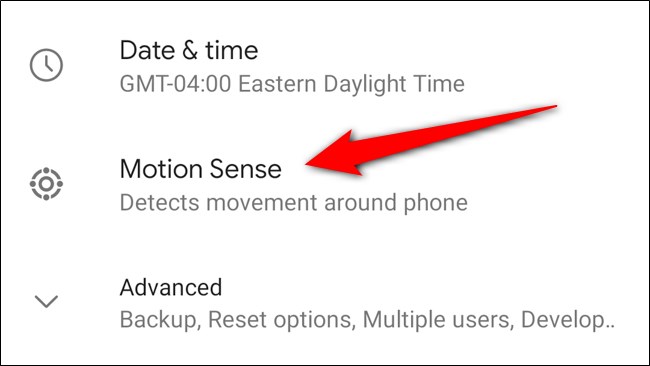 Date & time
GMT-04:00 Eastern Daylight Time
Motion Sense
Detects movement around phone
Advanced
Backup, Reset options, Multiple users, Develop..